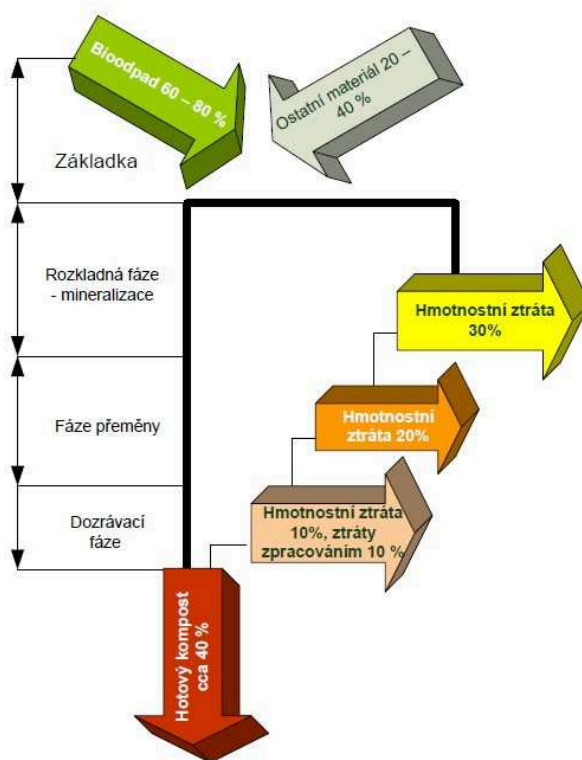 Bioodpad 60 – 80 %
Ostatní materiál 20 –
40 %
Základka
Rozkladná fáze
- mineralizace
Hmotnostní ztráta
30%
Fáze přeměny
Hmotnostní
ztráta 20%
Dozrávací
fáze
Hmotnostní ztráta
10%, ztráty
zpracováním 10 %
Hotový kompost
cca 40 %